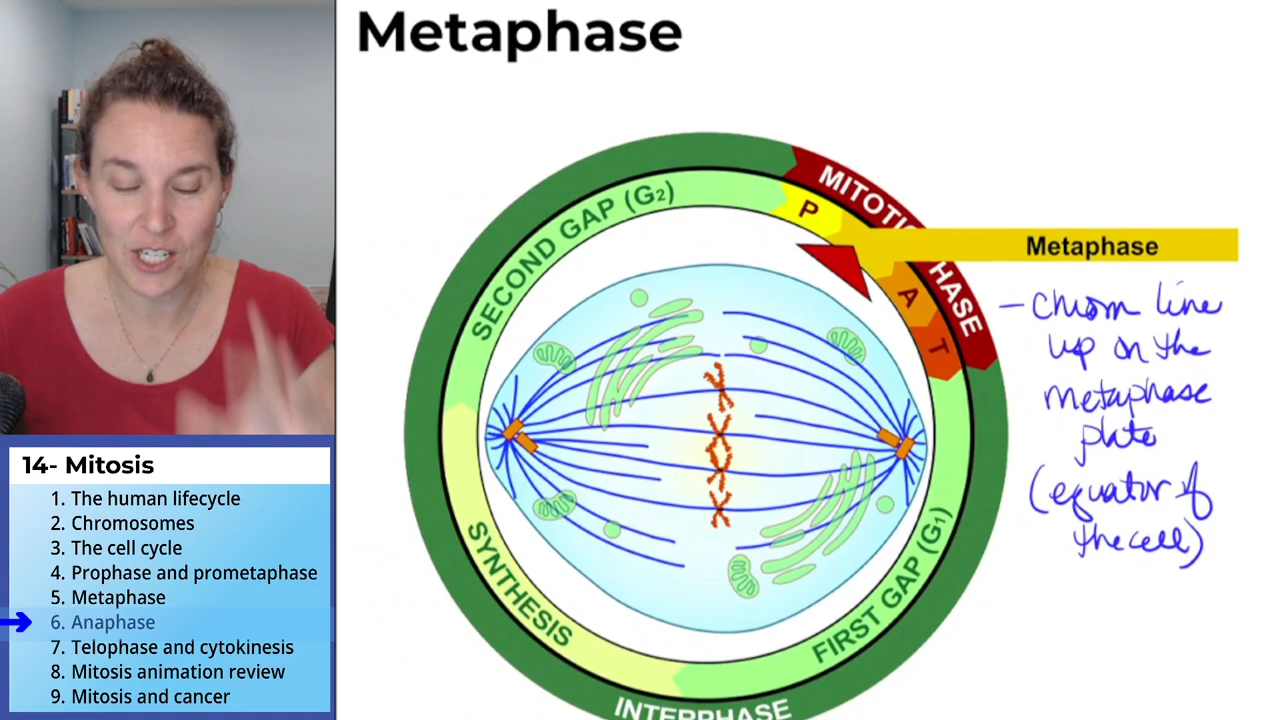 Metaphase
14- Mitosis
1. The human lifecycle
2. Chromosomes
3. The cell cycle
4. Prophase and prometaphase
5. Metaphase
6. Anaphase
7. Telophase and cytokinesis
8. Mitosis animation review
9. Mitosis and cancer
SECOND GAP (G2)
MITOTIC PHASE
P
A
T
SYNTHESIS
FIRST GAP (G1)
INTERPHASE
Metaphase
- chrom line
up on the
metaphase
plate
(equator of
the cell)